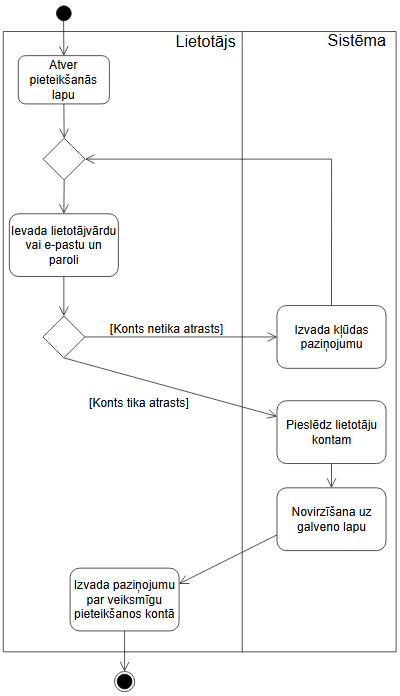 Lietotājs
Sistēma
Atver
pieteikšanās
lapu
Ievada lietotājvārdu
vai e-pastu un
paroli
[Konts netika atrasts]
Izvada kļūdas
paziņojumu
[Konts tika atrasts]
Pieslēdz lietotāju
kontam
Novirzīšana uz
galveno lapu
Izvada paziņojumu
par veiksmīgu
pieteikšanos kontā